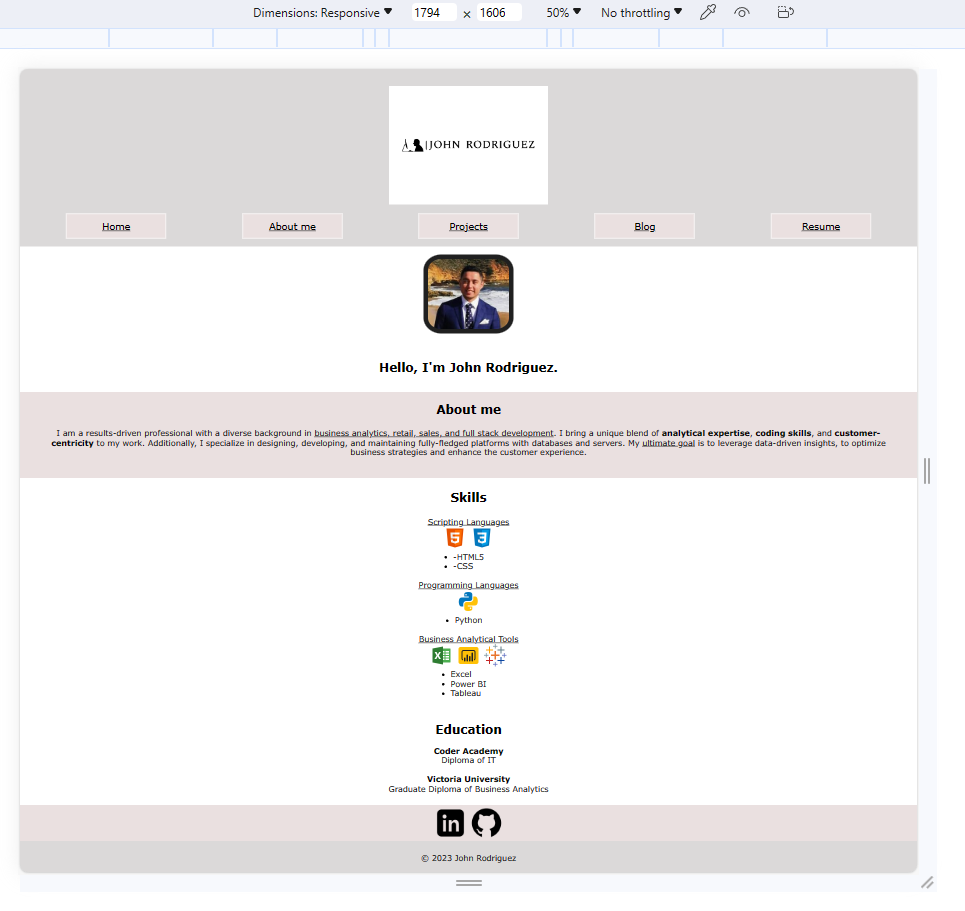 Dimensions: Responsive 1794 × 1606 50% No throttling
JOHN RODRIGUEZ
Home About me Projects Blog Resume
Hello, I'm John Rodriguez.
About me
I am a results-driven professional with a diverse background in business analytics, retail, sales, and full stack development. I bring a unique blend of analytical expertise, coding skills, and customer-
centricity to my work. Additionally, I specialize in designing, developing, and maintaining fully-fledged platforms with databases and servers. My ultimate goal is to leverage data-driven insights, to optimize
business strategies and enhance the customer experience.
Skills
Scripting Languages
5 3
• -HTML5
• -CSS
Programming Languages
• Python
Business Analytical Tools
X
• Excel
• Power BI
• Tableau
Education
Coder Academy
Diploma of IT
Victoria University
Graduate Diploma of Business Analytics
in
© 2023 John Rodriguez